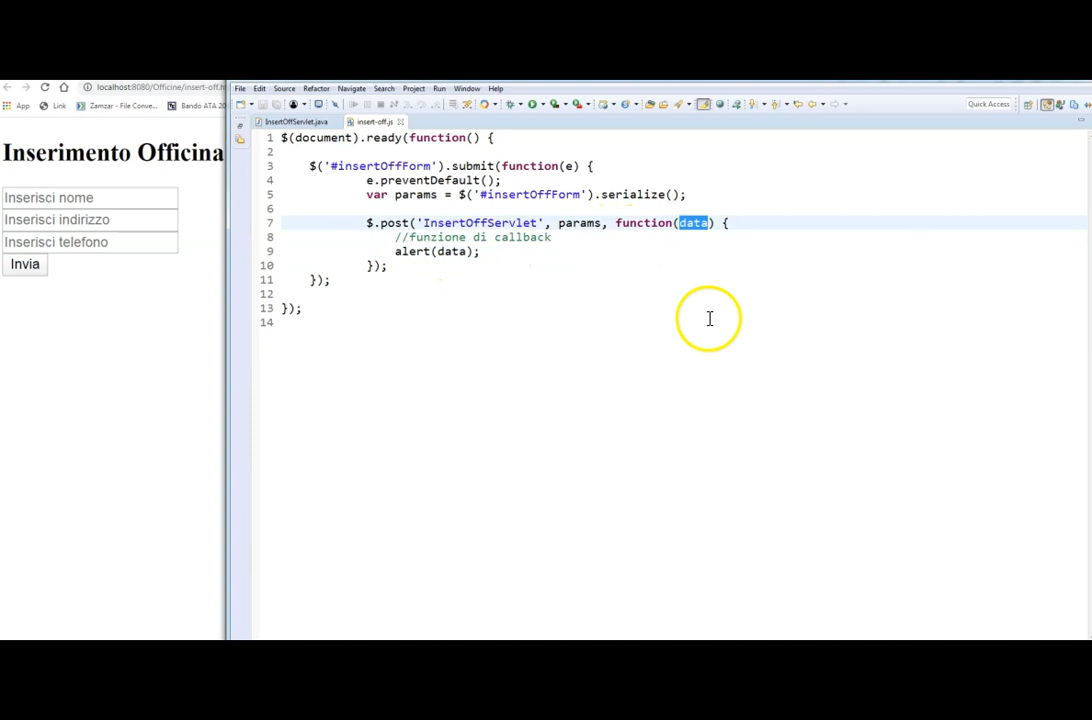 localhost:8080/Officine/insert-off.h
App Link Zamzar - File Conve... Bando ATA 20
Inserimento Officina
Inserisci nome
Inserisci indirizzo
Inserisci telefono
Invia
File Edit Source Refactor Navigate Search Project Run Window Help
Quick Access
InsertOffServlet.java insert-off.js
1 $(document).ready(function() {
2
3 $('#insertOffForm').submit(function(e) {
4 e.preventDefault();
5 var params = $('#insertOffForm').serialize();
6
7 $.post('InsertOffServlet', params, function(data) {
8 //funzione di callback
9 alert(data);
10 });
11 });
12
13 });
14